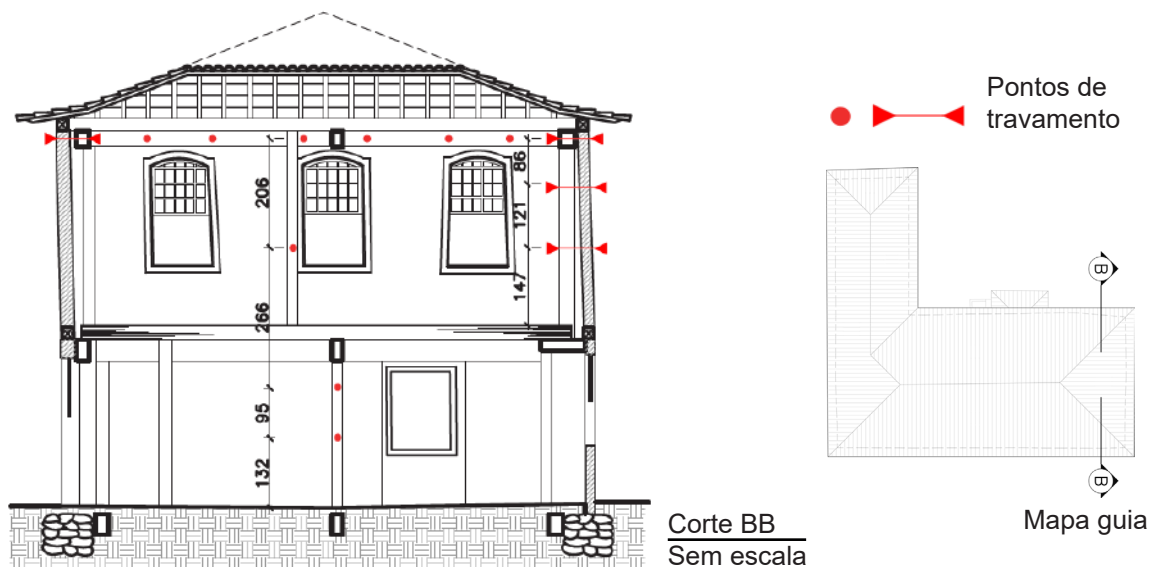 Pontos de
travamento
206
266
95
132
86
121
147
B
B
Corte BB
Sem escala
Mapa guia